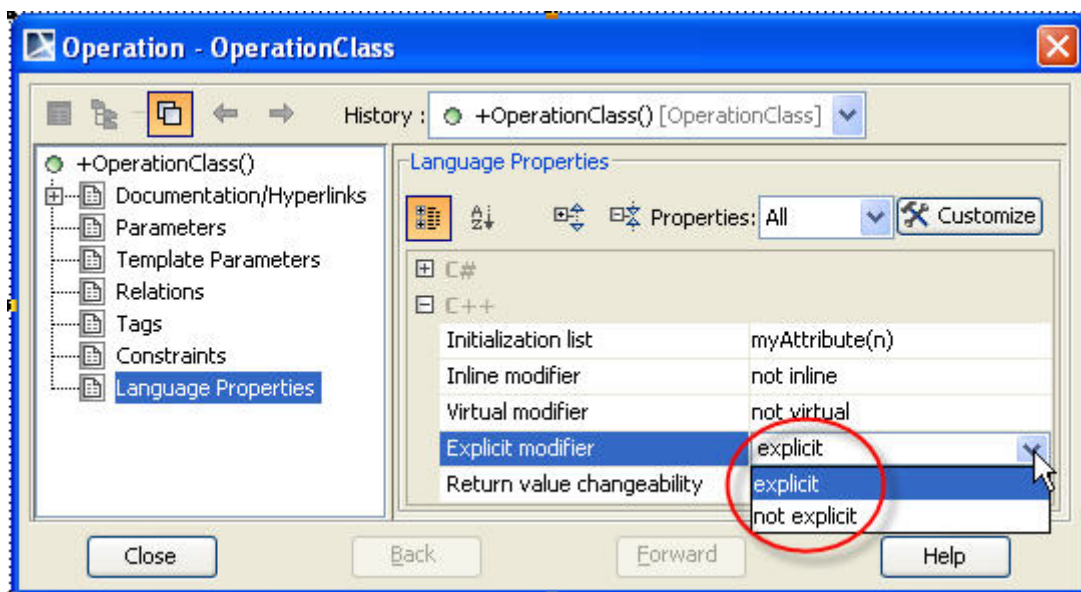 Operation - OperationClass
History : +OperationClass() [OperationClass]
+OperationClass()
Documentation/Hyperlinks
Parameters
Template Parameters
Relations
Tags
Constraints
Language Properties
Language Properties
A
Z
Properties: All Customize
C#
C++
Initialization list myAttribute(n)
Inline modifier not inline
Virtual modifier not virtual
Explicit modifier explicit
Return value changeability explicit
not explicit
Close Back Forward Help